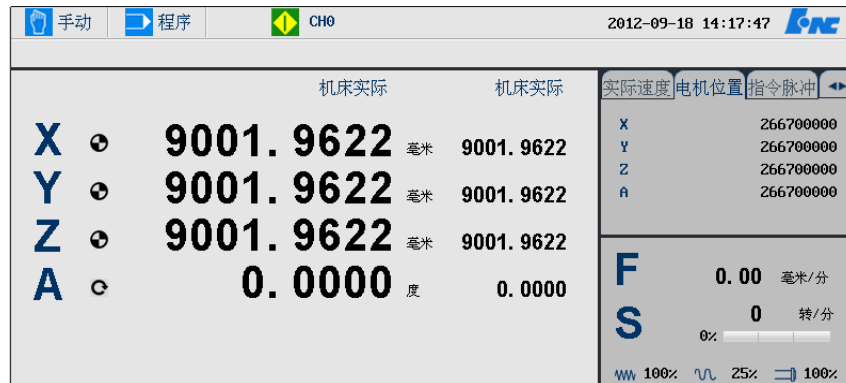 手动 程序 CH0 2012-09-18 14:17:47
机床实际 机床实际 实际速度 电机位置 指令脉冲
X 9001.9622 毫米 9001.9622
Y 9001.9622 毫米 9001.9622
Z 9001.9622 毫米 9001.9622
A 0.0000 度 0.0000
X 266700000
Y 266700000
Z 266700000
A 266700000
F 0.00 毫米/分
S 0 转/分
0%
100% 25% 100%